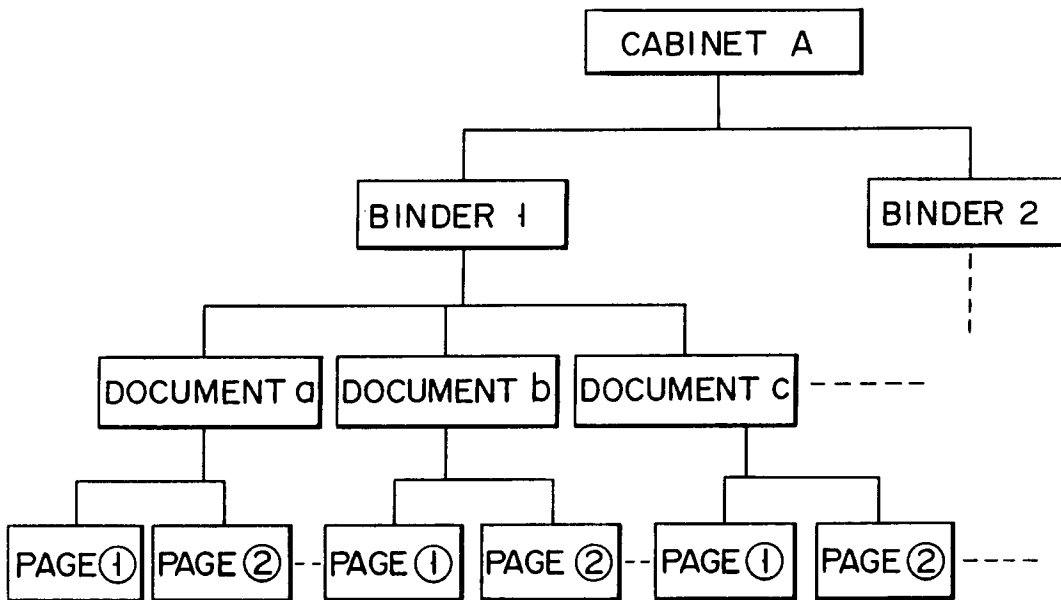 CABINET A
BINDER 1
BINDER 2
DOCUMENT a
DOCUMENT b
DOCUMENT c
PAGE ①
PAGE ②
PAGE ①
PAGE ②
PAGE ①
PAGE ②